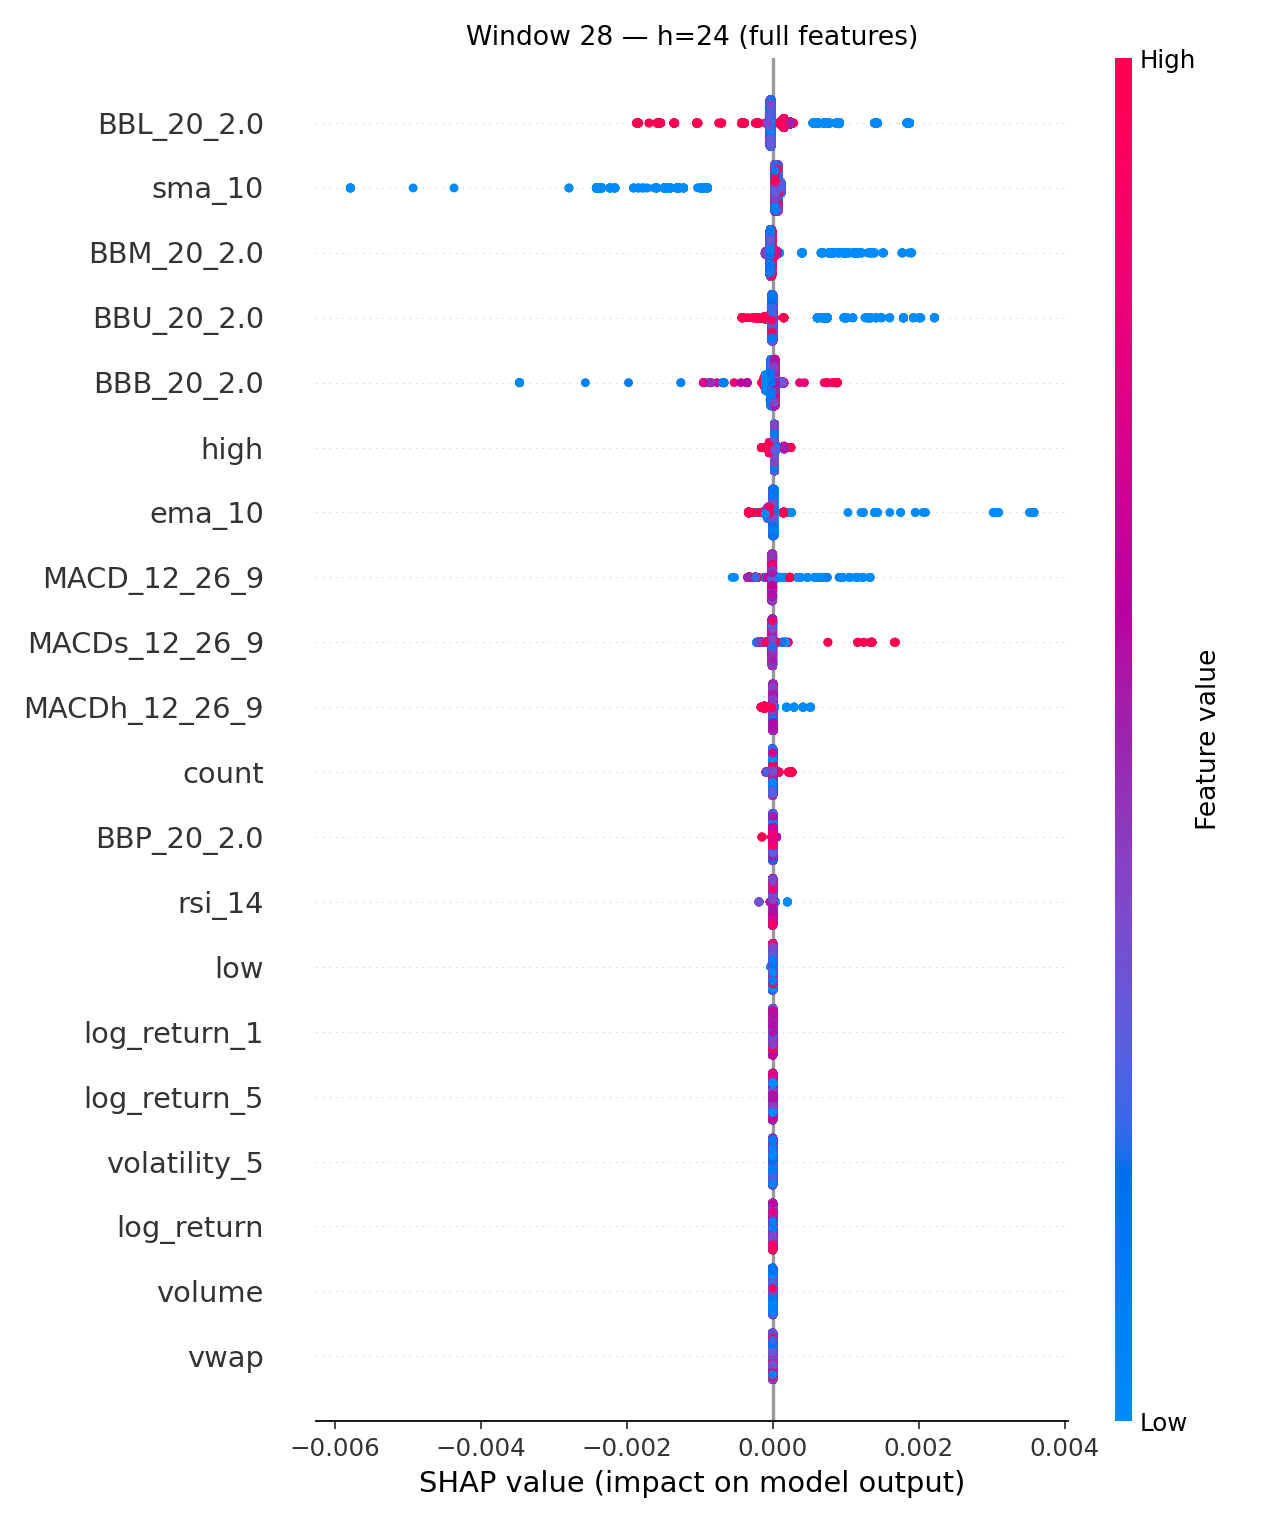 Window 28 — h=24 (full features)
High
BBL_20_2.0
sma_10
BBM_20_2.0
BBU_20_2.0
BBB_20_2.0
high
ema_10
MACD_12_26_9
MACDs_12_26_9
MACDh_12_26_9
count
BBP_20_2.0
rsi_14
low
log_return_1
log_return_5
volatility_5
log_return
volume
vwap
Feature value
Low
−0.006 −0.004 −0.002 0.000 0.002 0.004
SHAP value (impact on model output)